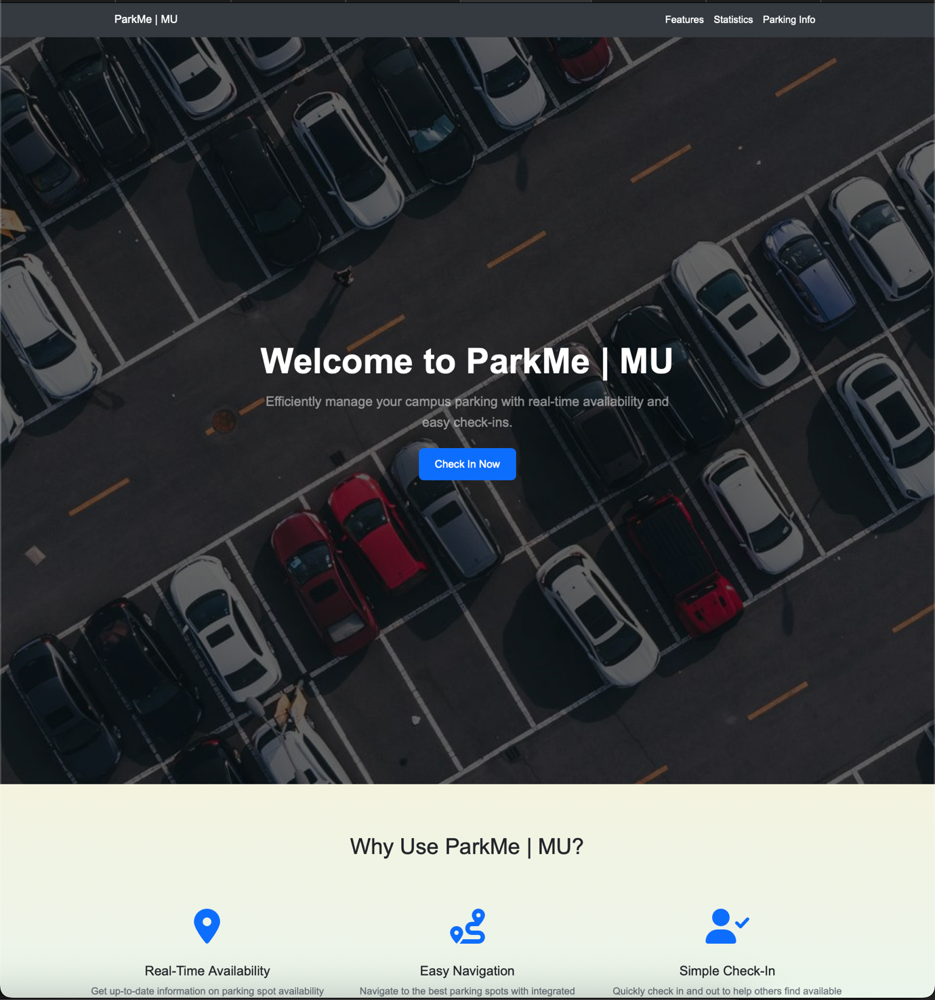 ParkMe | MU
Features Statistics Parking Info
Welcome to ParkMe | MU
Efficiently manage your campus parking with real-time availability and
easy check-ins.
Check In Now
Why Use ParkMe | MU?
Real-Time Availability
Get up-to-date information on parking spot availability
Easy Navigation
Navigate to the best parking spots with integrated
Simple Check-In
Quickly check in and out to help others find available